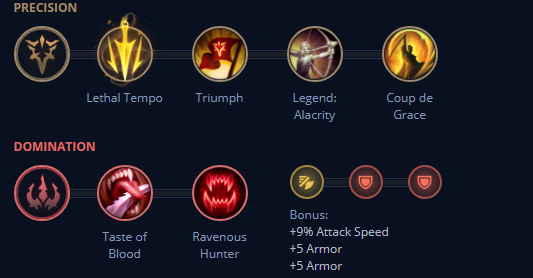 PRECISION
Lethal Tempo
Triumph
Legend:
Alacrity
Coup de
Grace
DOMINATION
Taste of
Blood
Ravenous
Hunter
Bonus:
+9% Attack Speed
+5 Armor
+5 Armor